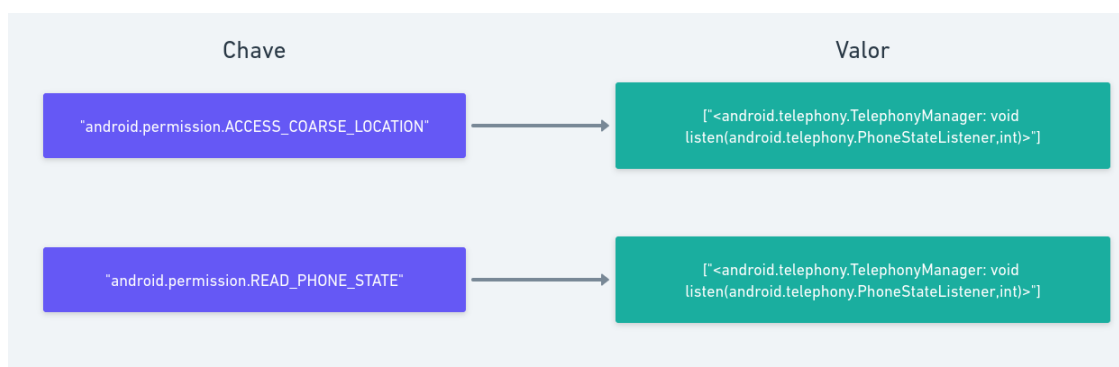 Chave
Valor
"android.permission.ACCESS_COARSE_LOCATION"
["<android.telephony.TelephonyManager: void
listen(android.telephony.PhoneStateListener,int)>"]
"android.permission.READ_PHONE_STATE"
["<android.telephony.TelephonyManager: void
listen(android.telephony.PhoneStateListener,int)>"]